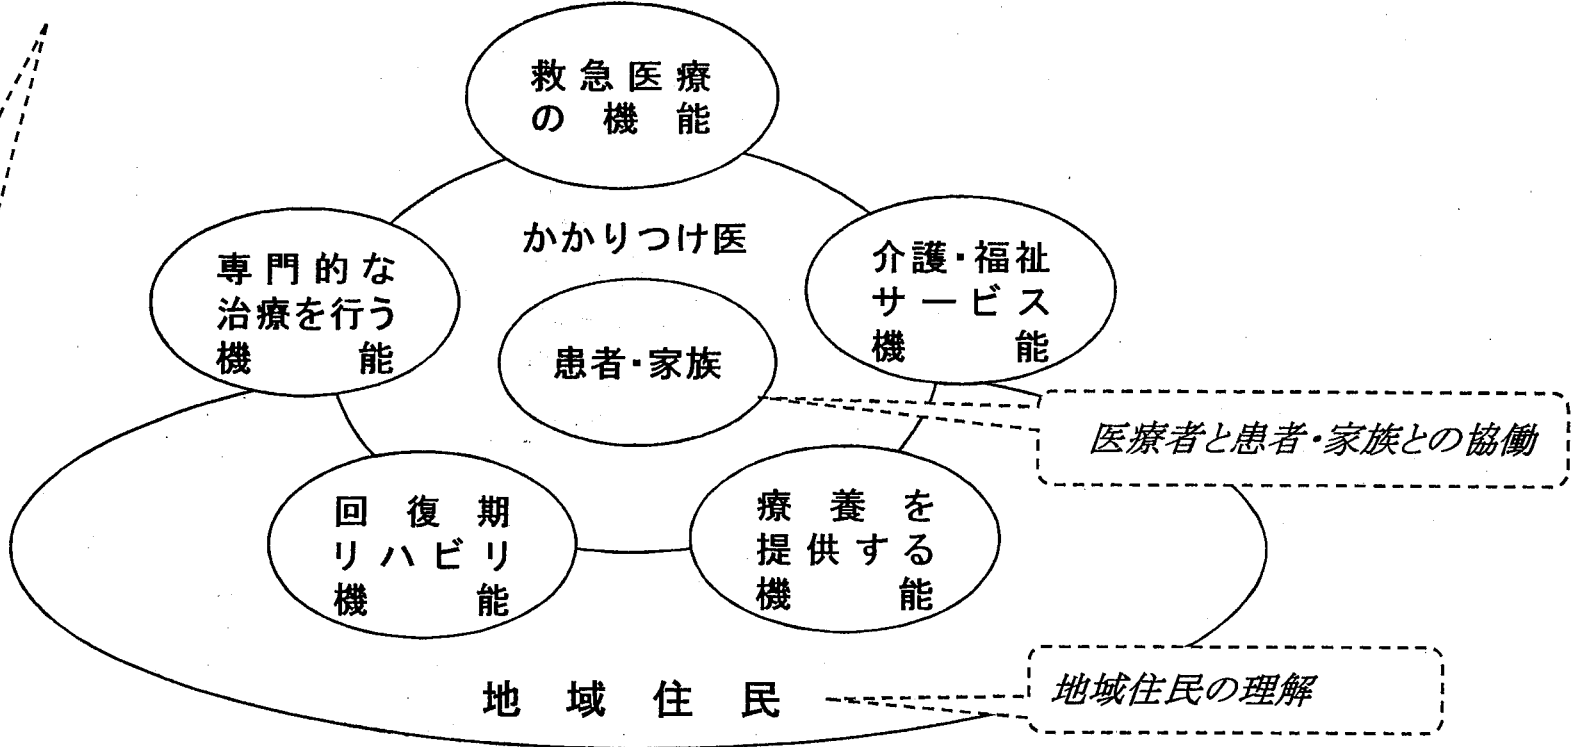 救急医療
の機能
かかりつけ医
専門的な
治療を行う
機能
介護・福祉
サービス
機能
患者・家族
医療者と患者・家族との協働
回復期
リハビリ
機能
療養を
提供する
機能
地域住民
地域住民の理解